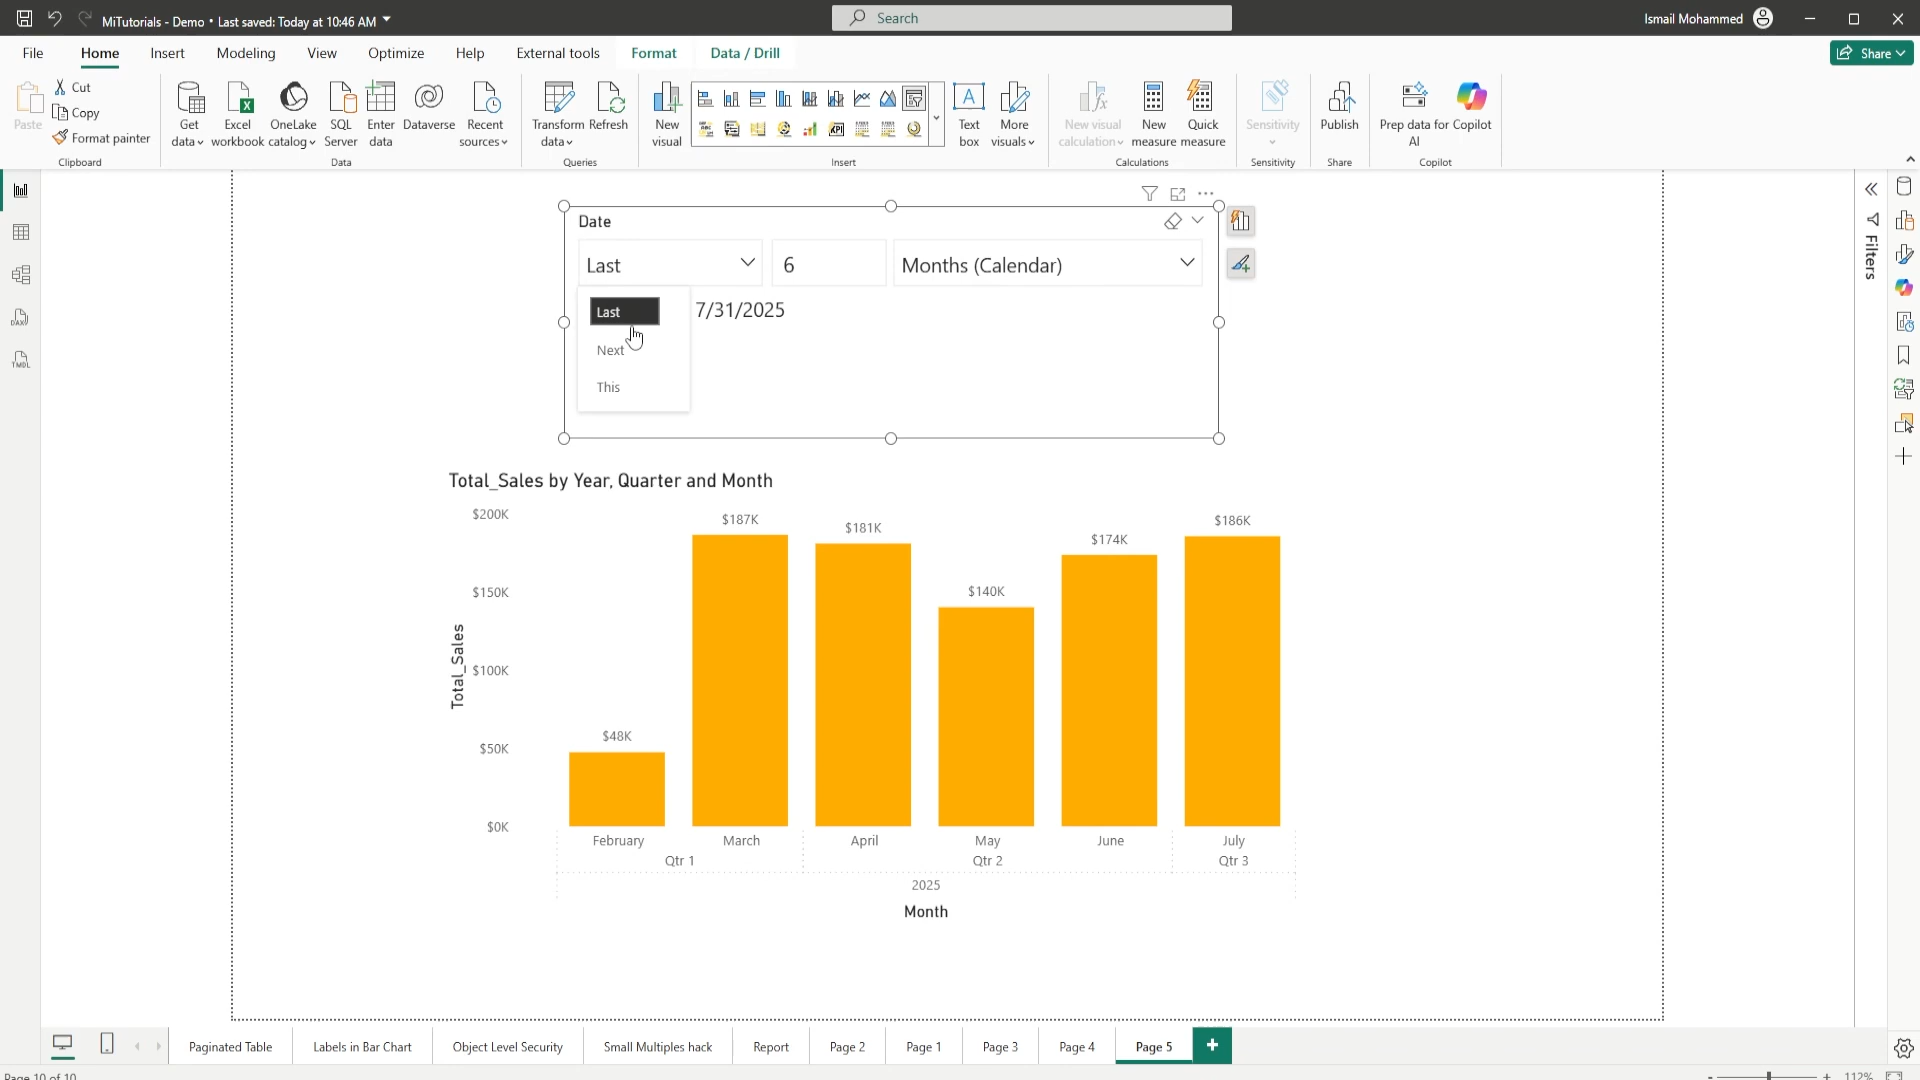 MiTutorials - Demo • Last saved: Today at 10:46 AM
Search
Ismail Mohammed
File Home Insert Modeling View Optimize Help External tools Format Data / Drill
Share
Paste
Cut
Copy
Format painter
Clipboard
Get data
Excel workbook
OneLake catalog
SQL Server
Enter data
Dataverse
Recent sources
Data
Transform data
Refresh
Queries
New visual
Text box
More visuals
Insert
New visual calculation
New measure
Quick measure
Calculations
Sensitivity
Sensitivity
Publish
Share
Prep data for AI
Copilot
Copilot
DAX
TMDL
Filters
Date
Last 6 Months (Calendar)
7/31/2025
Last
Next
This
Total_Sales by Year, Quarter and Month
Total_Sales
$200K
$150K
$100K
$50K
$0K
$48K
$187K
$181K
$140K
$174K
$186K
February March April May June July
Qtr 1 Qtr 2 Qtr 3
2025
Month
Paginated Table Labels in Bar Chart Object Level Security Small Multiples hack Report Page 2 Page 1 Page 3 Page 4 Page 5
Page 10 of 10
112%